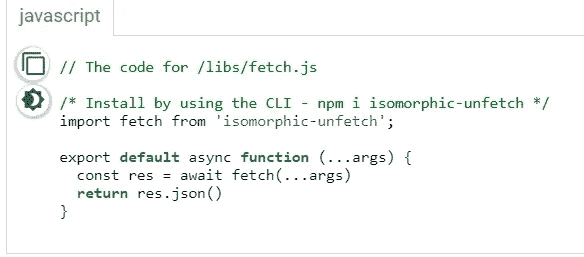 javascript
// The code for /libs/fetch.js
/* Install by using the CLI - npm i isomorphic-unfetch */
import fetch from 'isomorphic-unfetch';
export default async function (...args) {
const res = await fetch(...args)
return res.json()
}